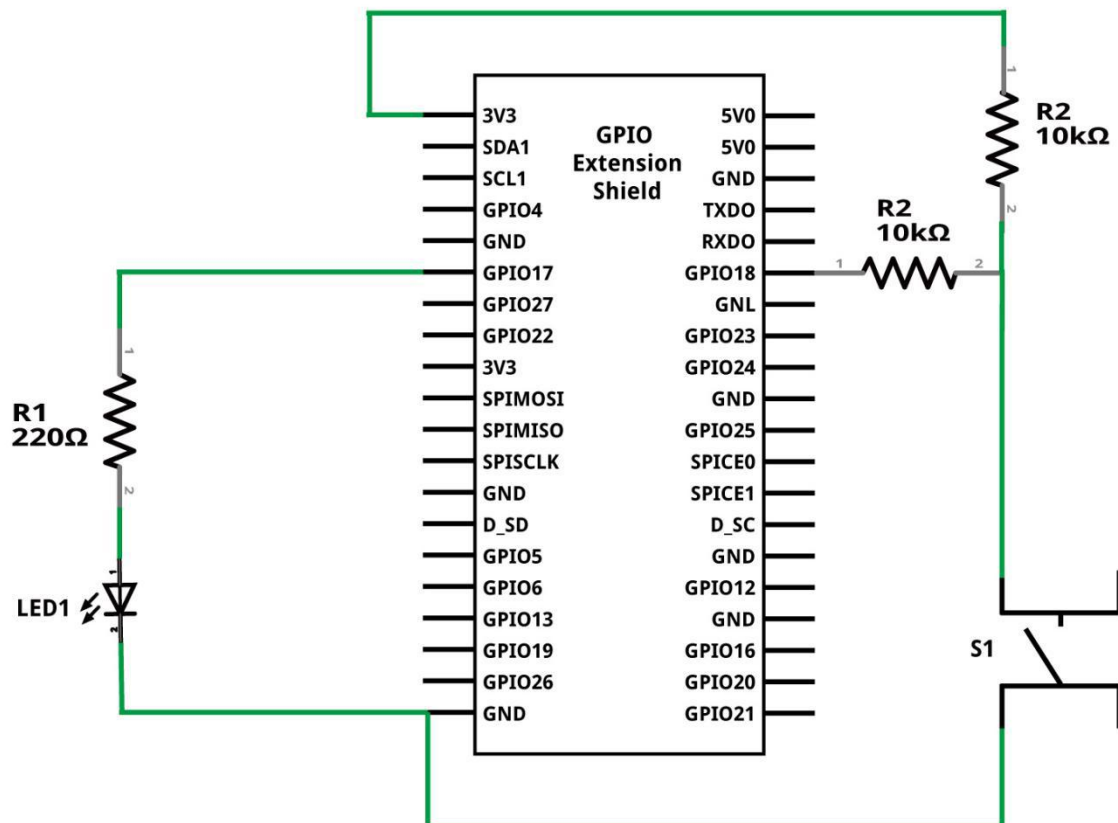 GPIO
Extension
Shield
3V3
SDA1
SCL1
GPIO4
GND
GPIO17
GPIO27
GPIO22
3V3
SPIMOSI
SPIMISO
SPISCLK
GND
D_SD
GPIO5
GPIO6
GPIO13
GPIO19
GPIO26
GND
5V0
5V0
GND
TXDO
RXDO
GPIO18
GNL
GPIO23
GPIO24
GND
GPIO25
SPICE0
SPICE1
D_SC
GND
GPIO12
GND
GPIO16
GPIO20
GPIO21
1
R2
10kΩ
2
R2
10kΩ
1
2
1
R1
220Ω
2
1
LED1
2
S1